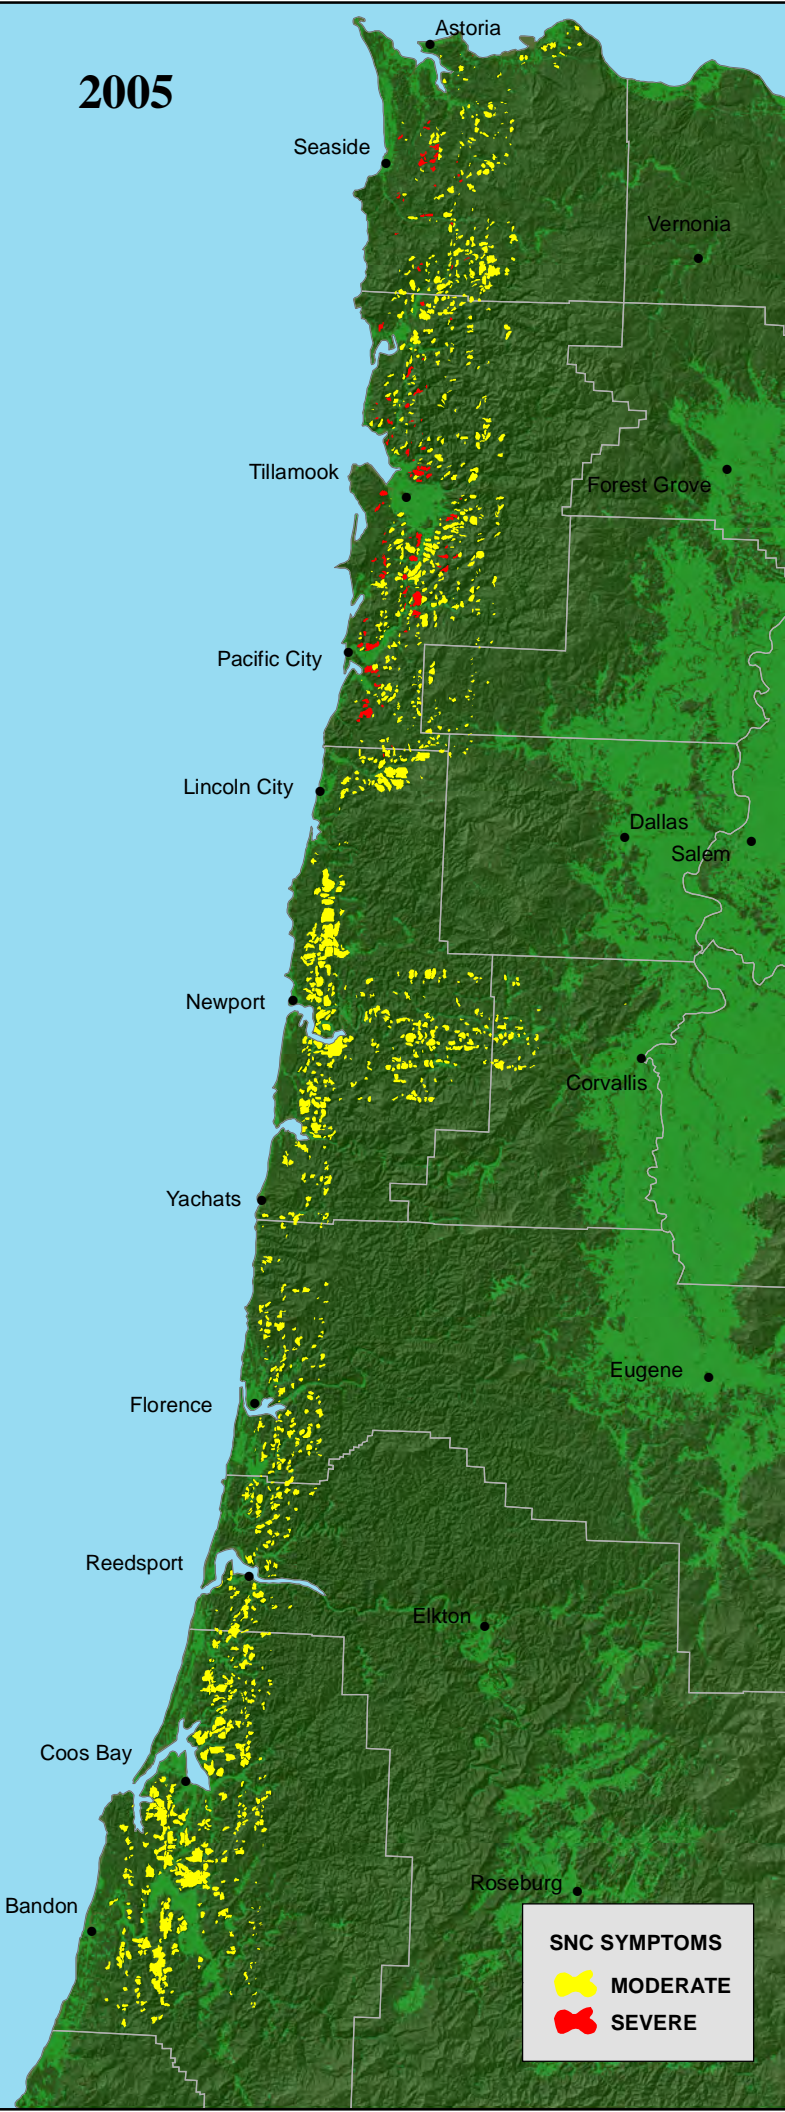 Astoria
2005
Seaside
Vernonia
Tillamook
Forest Grove
Pacific City
Lincoln City
Dallas
Salem
Newport
Corvallis
Yachats
Eugene
Florence
Reedsport
Elkton
Coos Bay
Roseburg
Bandon
SNC SYMPTOMS
MODERATE
SEVERE